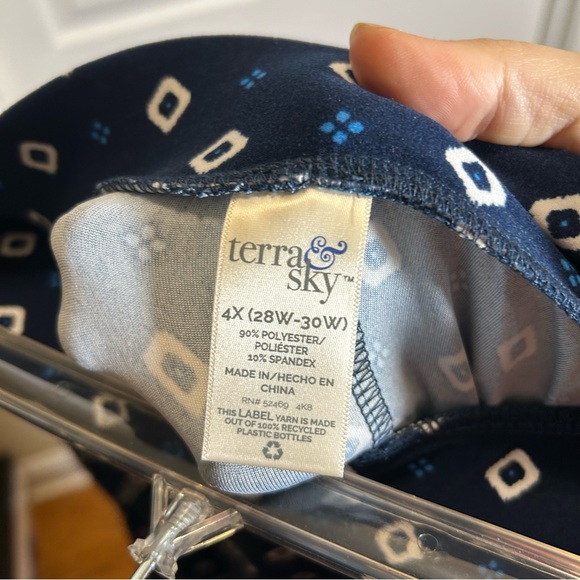 terra &
sky™
4X (28W-30W)
90% POLYESTER/
POLIÉSTER
10% SPANDEX
MADE IN/HECHO EN
CHINA
RN# 52469 4K8
THIS LABEL YARN IS MADE
OUT OF 100% RECYCLED
PLASTIC BOTTLES